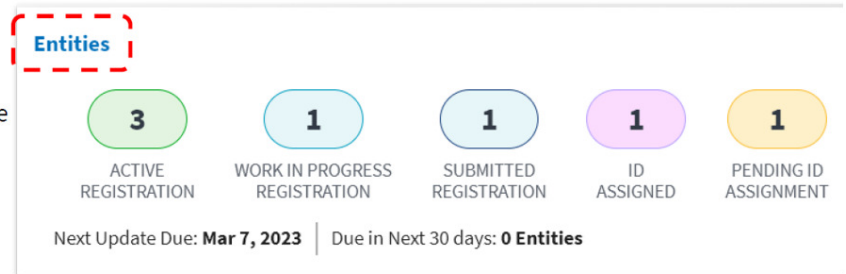 Entities
e
3 1 1 1 1
ACTIVE WORK IN PROGRESS SUBMITTED ID PENDING ID
REGISTRATION REGISTRATION REGISTRATION ASSIGNED ASSIGNMENT
Next Update Due: Mar 7, 2023 Due in Next 30 days: 0 Entities